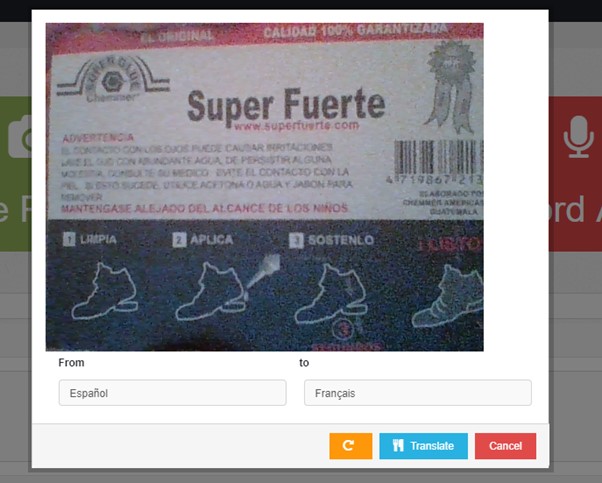 EL ORIGINAL CALIDAD 100% GARANTIZADA
SUPER GLUE
Chemmer
Super Fuerte
www.superfuerte.com
ADVERTENCIA
EL CONTACTO CON LOS OJOS PUEDE CAUSAR IRRITACIONES
LAVE EL OJO CON ABUNDANTE AGUA, DE PERSISTIR ALGUNA
MOLESTIA, CONSULTE SU MEDICO. EVITE EL CONTACTO CON LA
PIEL. SI ESTO SUCEDE, UTILICE ACETONA O AGUA Y JABON PARA
REMOVER
MANTENGASE ALEJADO DEL ALCANCE DE LOS NIÑOS.
4 719867 213
ELABORADO POR
CHEMMER AMERICAS
GUATEMALA
1 LIMPIA 2 APLICA 3 SOSTENLO ¡LISTO
3
SEGUNDOS
ord A
From to
Español Français
Translate Cancel